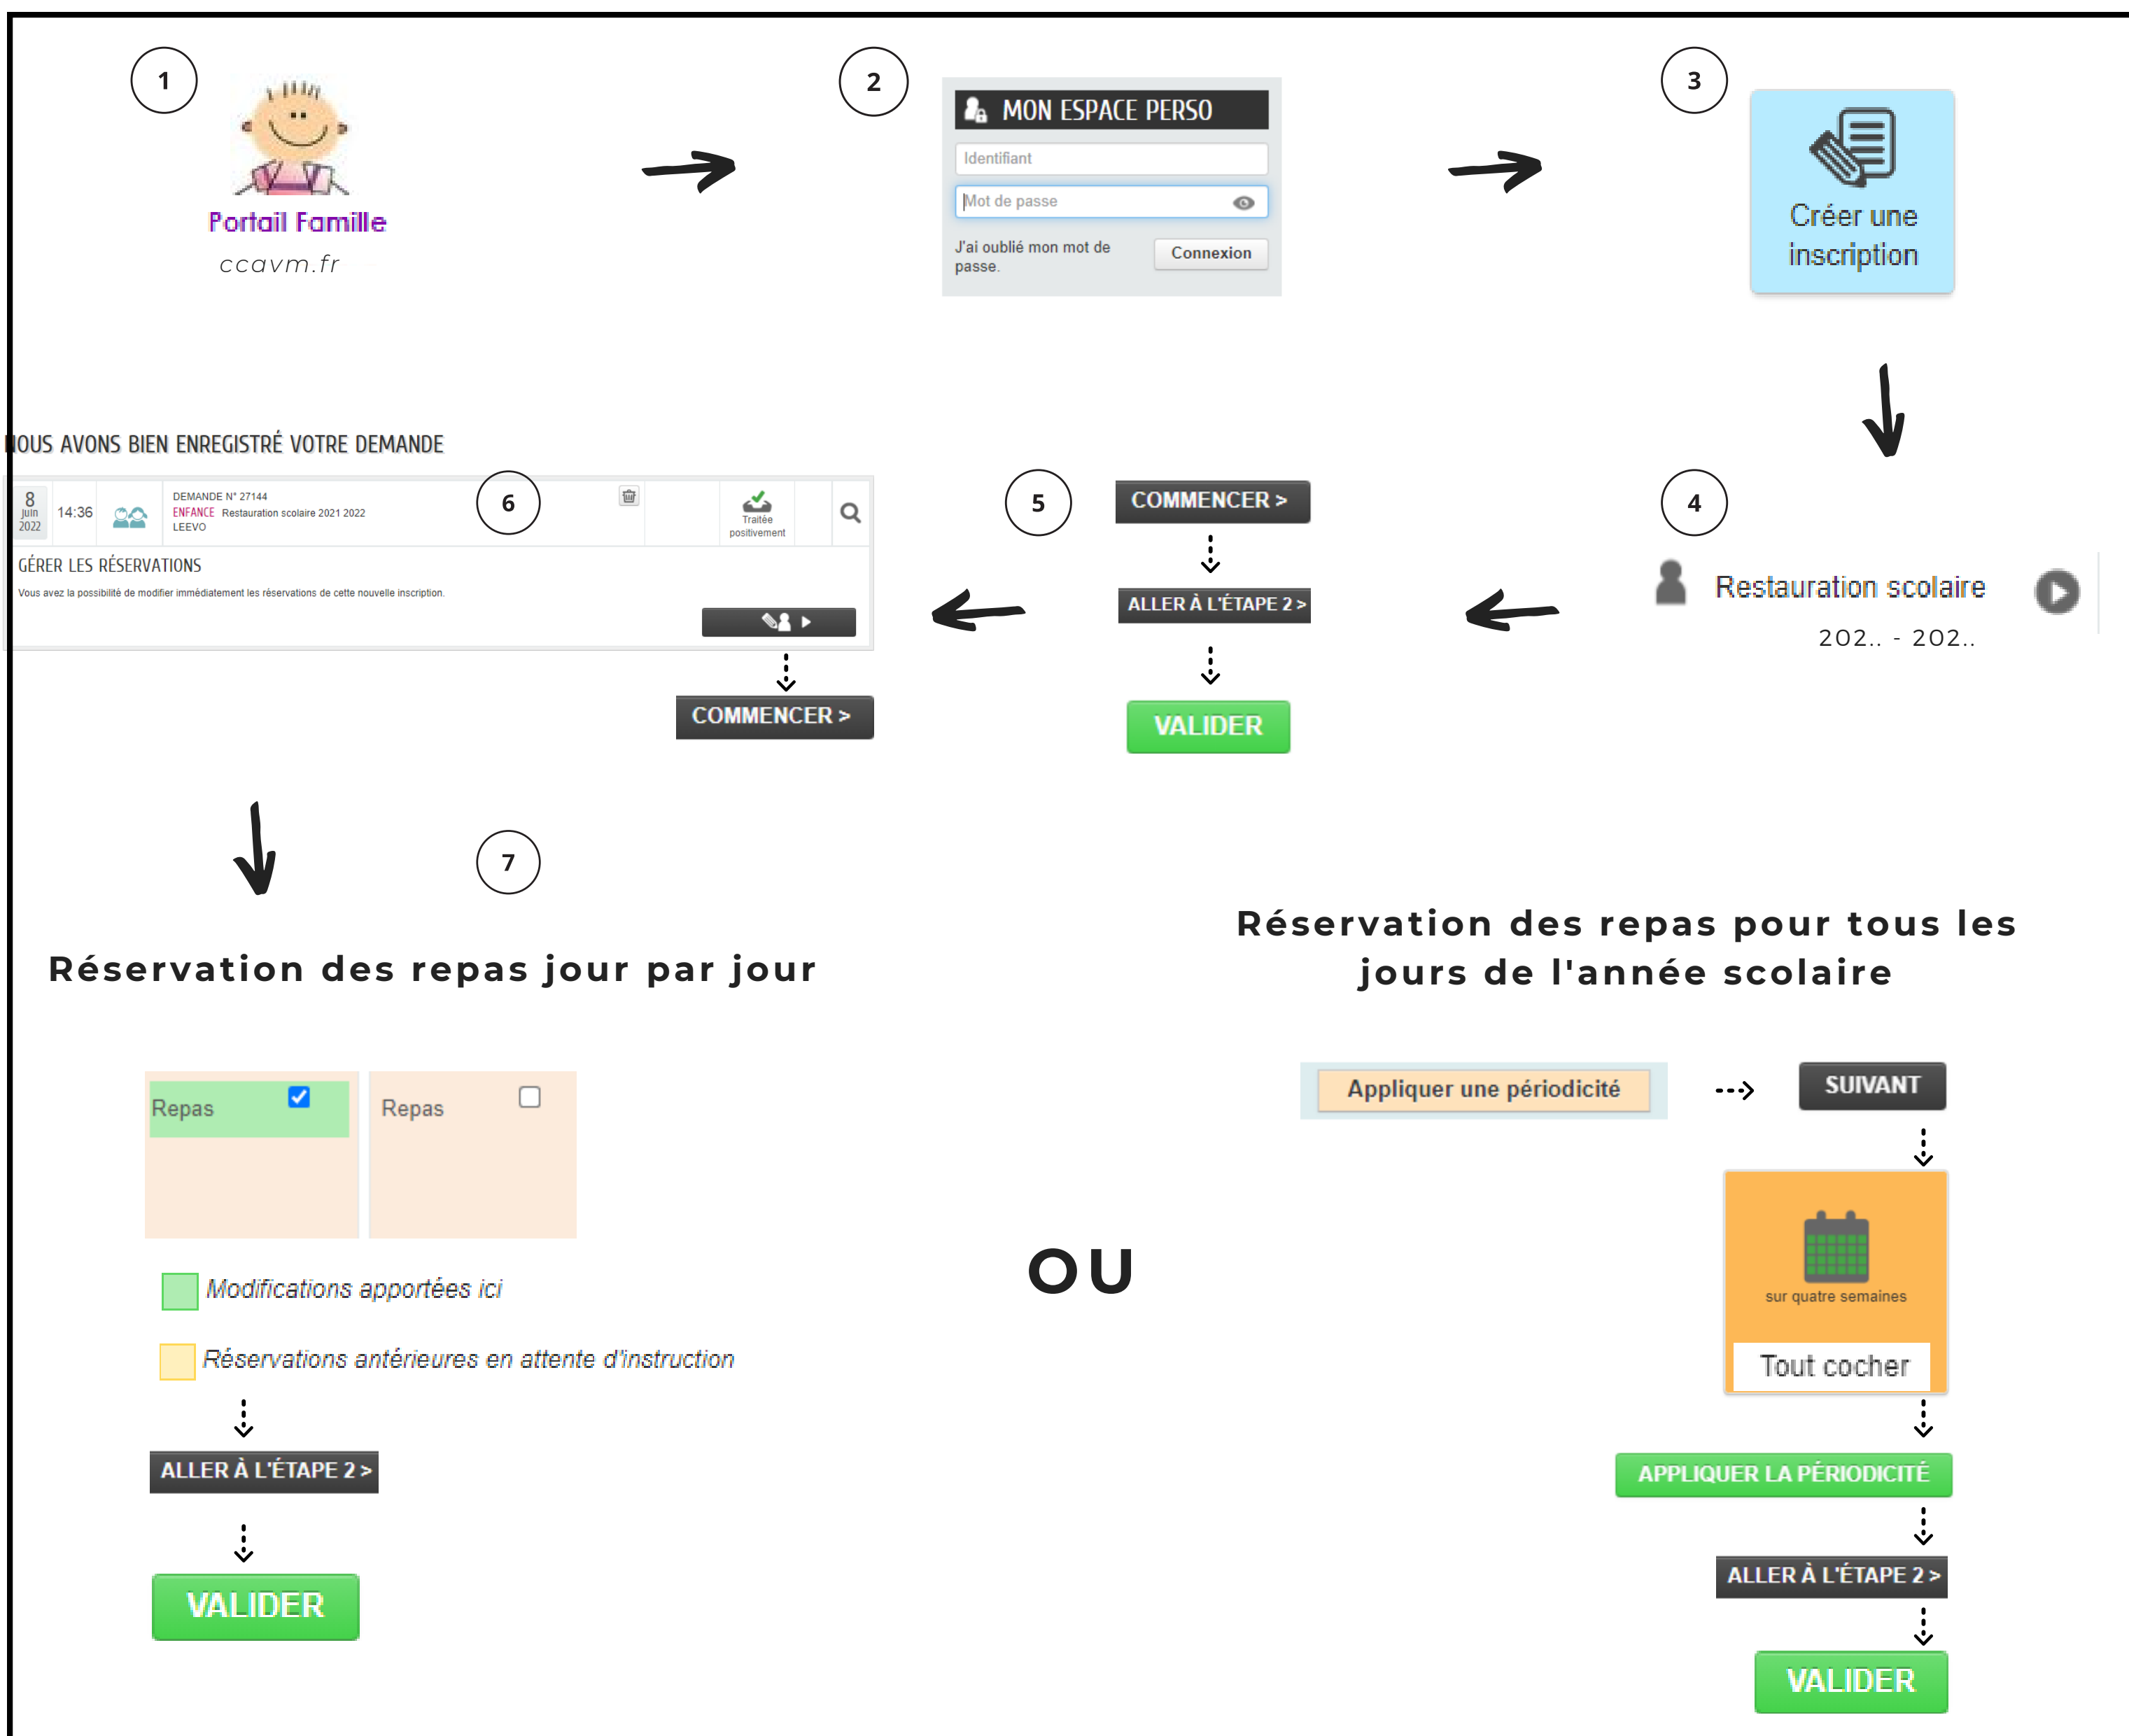 1
Portail Famille
ccavm.fr
2
MON ESPACE PERSO
Identifiant
Mot de passe
J'ai oublié mon mot de
passe.
Connexion
3
Créer une
inscription
4
Restauration scolaire
202.. - 202..
5
COMMENCER >
ALLER À L'ÉTAPE 2 >
VALIDER
NOUS AVONS BIEN ENREGISTRÉ VOTRE DEMANDE
6
8
juin
2022
14:36
DEMANDE N° 27144
ENFANCE Restauration scolaire 2021 2022
LEEVO
Traitée
positivement
GÉRER LES RÉSERVATIONS
Vous avez la possibilité de modifier immédiatement les réservations de cette nouvelle inscription.
COMMENCER >
7
Réservation des repas jour par jour
Repas
Repas
Modifications apportées ici
Réservations antérieures en attente d'instruction
ALLER À L'ÉTAPE 2 >
VALIDER
OU
Réservation des repas pour tous les
jours de l'année scolaire
Appliquer une périodicité
SUIVANT
sur quatre semaines
Tout cocher
APPLIQUER LA PÉRIODICITÉ
ALLER À L'ÉTAPE 2 >
VALIDER